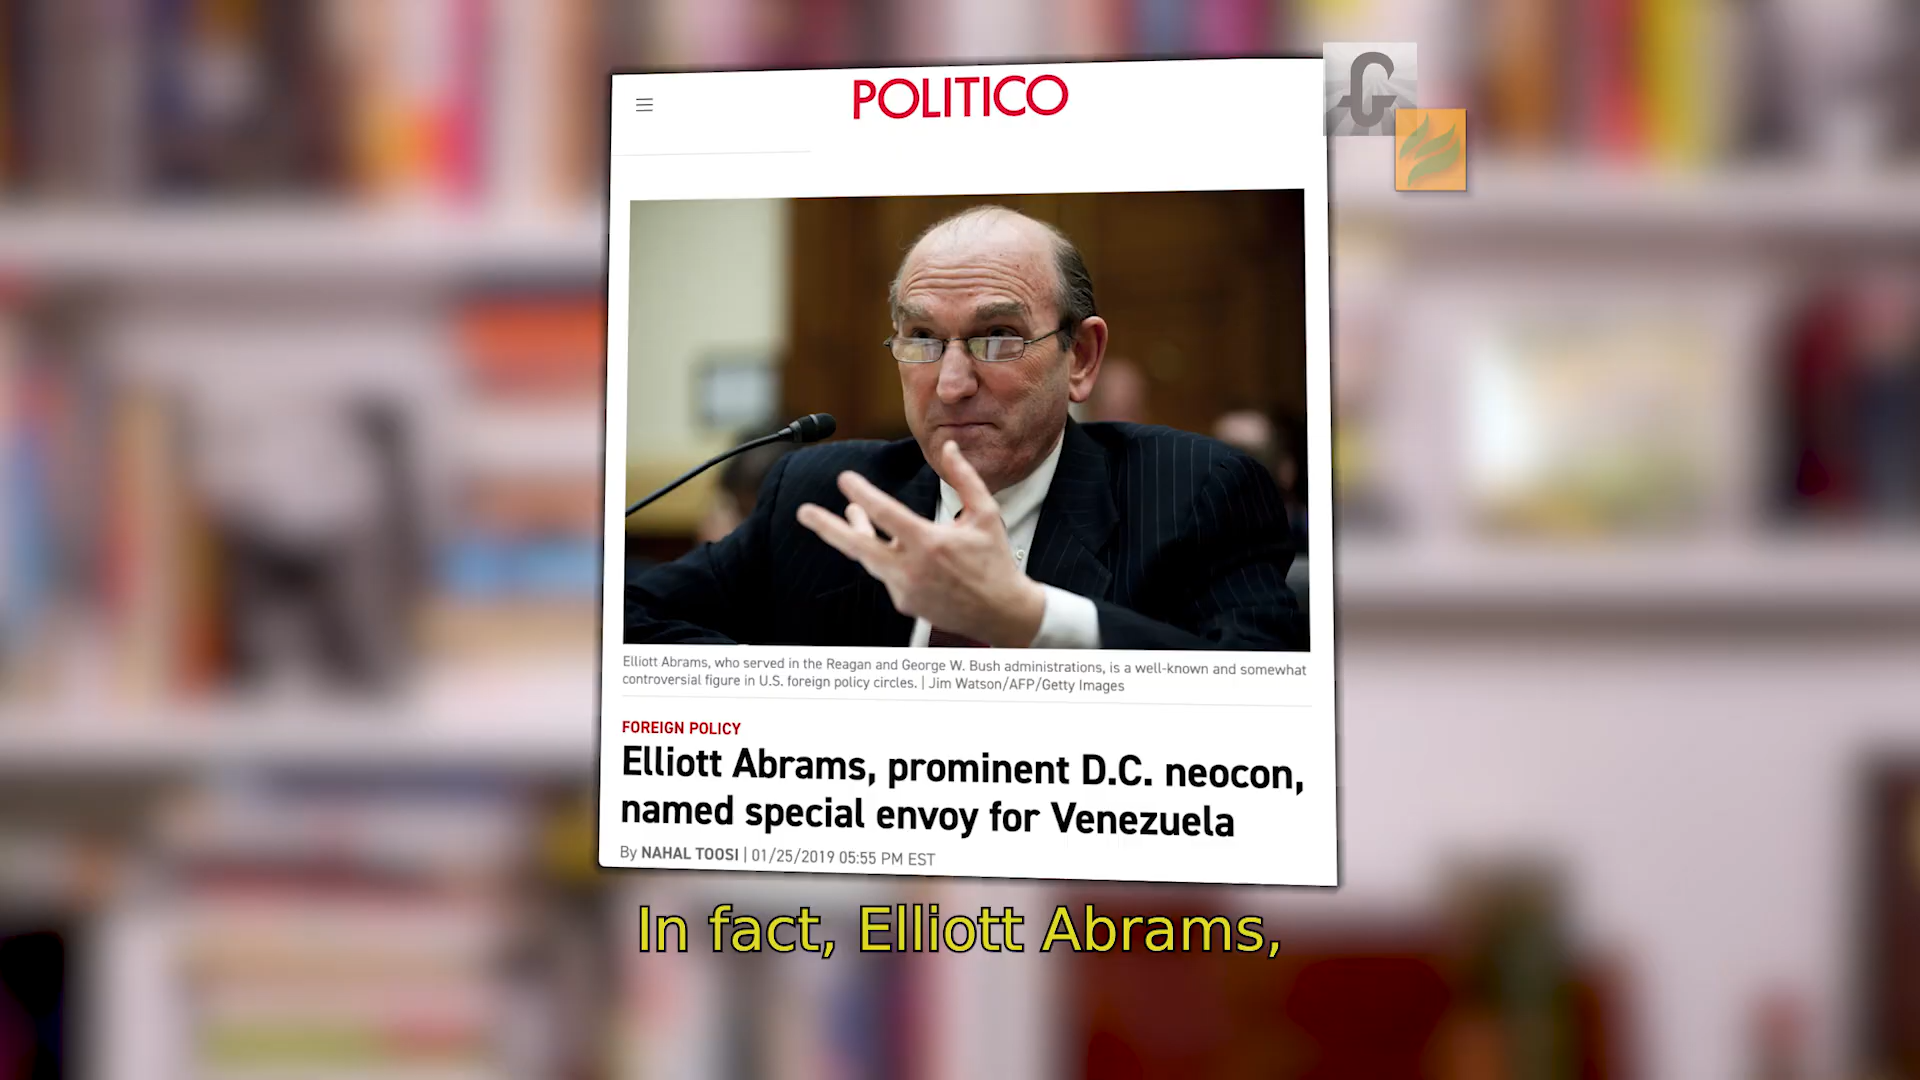 POLITICO
Elliott Abrams, who served in the Reagan and George W. Bush administrations, is a well-known and somewhat
controversial figure in U.S. foreign policy circles. | Jim Watson/AFP/Getty Images
FOREIGN POLICY
Elliott Abrams, prominent D.C. neocon,
named special envoy for Venezuela
By NAHAL TOOSI | 01/25/2019 05:55 PM EST
In fact, Elliott Abrams,